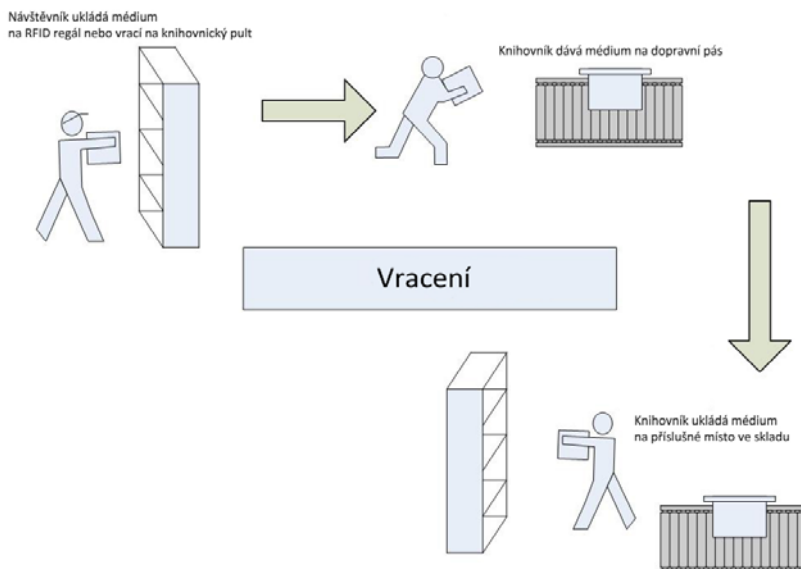 Návštěvník ukládá médium
na RFID regál nebo vrací na knihovnický pult
Knihovník dává médium na dopravní pás
Vracení
Knihovník ukládá médium
na příslušné místo ve skladu